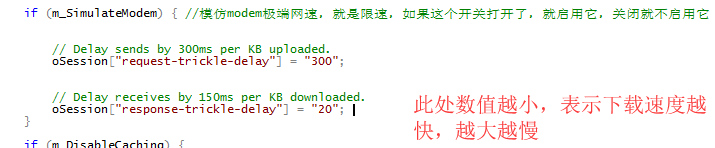 if (m_SimulateModem) { //模仿modem极端网速，就是限速，如果这个开关打开了，就启用它，关闭就不启用它
// Delay sends by 300ms per KB uploaded.
oSession["request-trickle-delay"] = "300";
// Delay receives by 150ms per KB downloaded.
oSession["response-trickle-delay"] = "20";
此处数值越小，表示下载速度越
快，越大越慢
}
if (m_DisableCaching) {